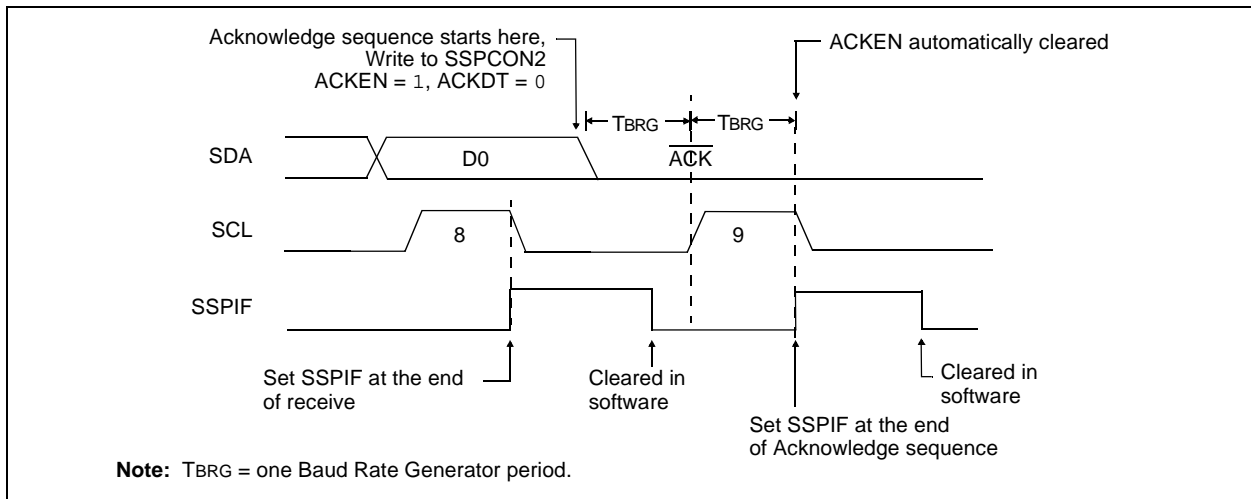 Acknowledge sequence starts here,
Write to SSPCON2
ACKEN = 1, ACKDT = 0
ACKEN automatically cleared
TBRG
TBRG
SDA
D0
ACK
SCL
8
9
SSPIF
Set SSPIF at the end
of receive
Cleared in
software
Set SSPIF at the end
of Acknowledge sequence
Cleared in
software
Note: TBRG = one Baud Rate Generator period.